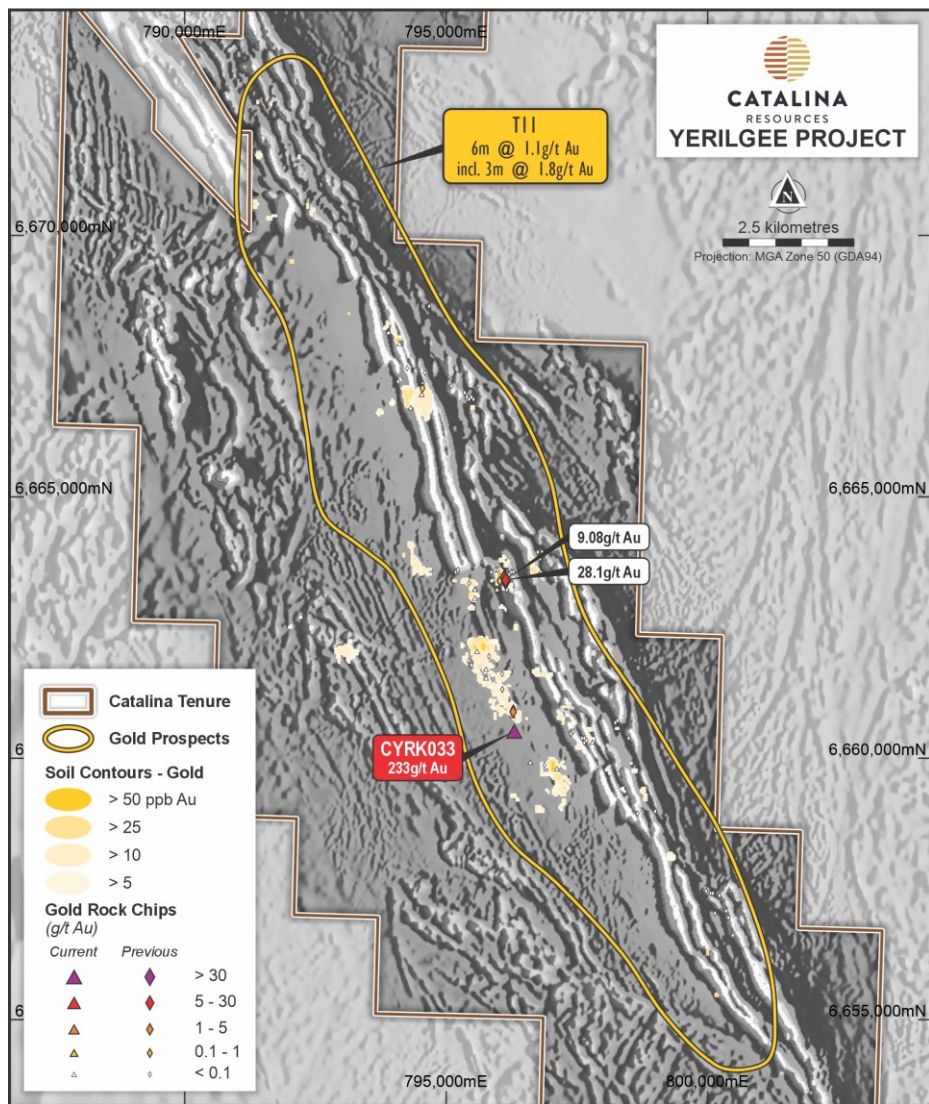 790,000mE
795,000mE
CATALINA
RESOURCES
YERILGEE PROJECT
T11
6m @ 1.1g/t Au
incl. 3m @ 1.8g/t Au
N
2.5 kilometres
Projection: MGA Zone 50 (GDA94)
6,670,000mN
6,665,000mN
6,665,000mN
9.08g/t Au
28.1g/t Au
CYRK033
233g/t Au
6,660,000mN
Catalina Tenure
Gold Prospects
Soil Contours - Gold
> 50 ppb Au
> 25
> 10
> 5
Gold Rock Chips
(g/t Au)
Current Previous
> 30
5 - 30
1 - 5
0.1 - 1
< 0.1
6,655,000mN
795,000mE
800,000mE